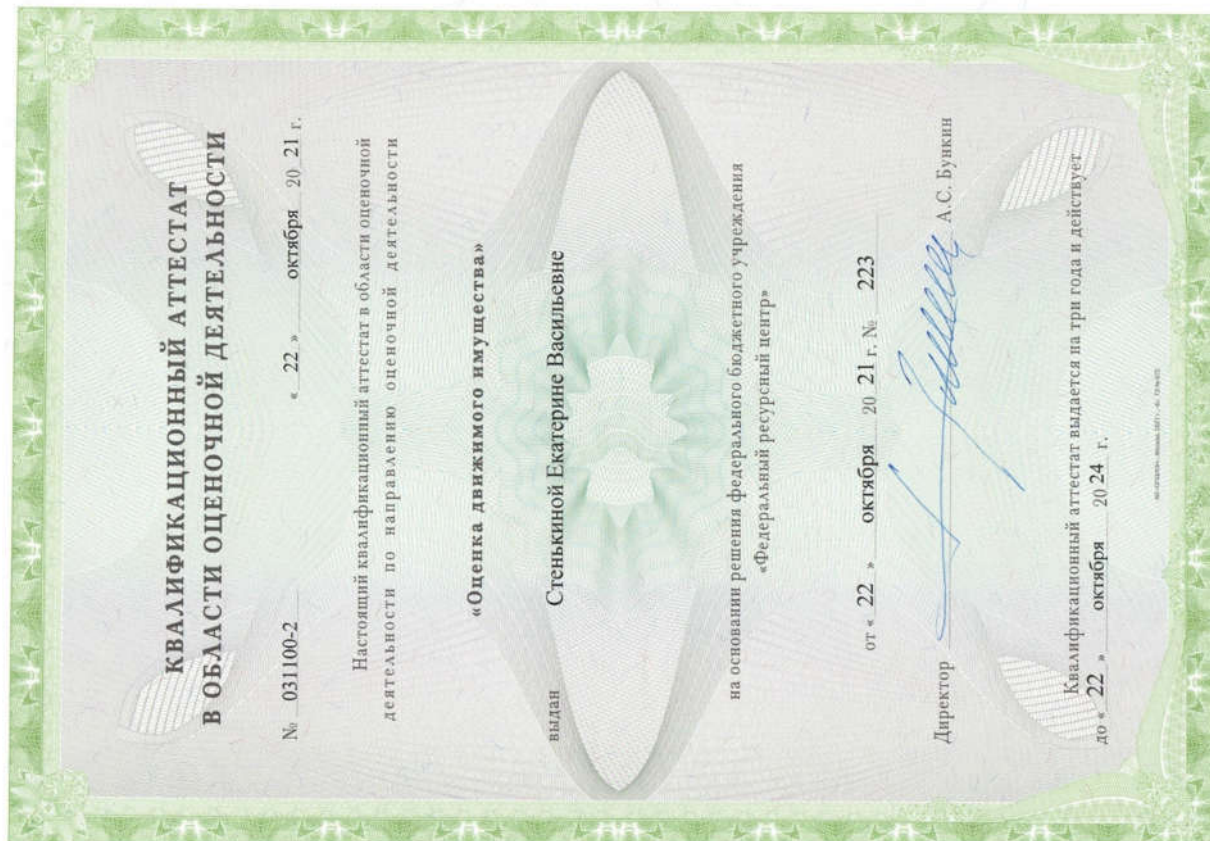 КВАЛИФИКАЦИОННЫЙ АТТЕСТАТ
В ОБЛАСТИ ОЦЕНОЧНОЙ ДЕЯТЕЛЬНОСТИ
№ 031100-2 « 22 » октября 20 21 г.
Настоящий квалификационный аттестат в области оценочной
деятельности по направлению оценочной деятельности
«Оценка движимого имущества»
выдан Стенькиной Екатерине Васильевне
на основании решения федерального бюджетного учреждения
«Федеральный ресурсный центр»
от « 22 » октября 20 21 г. № 223
Директор А.С. Бункин
Квалификационный аттестат выдается на три года и действует
до « 22 » октября 20 24 г.